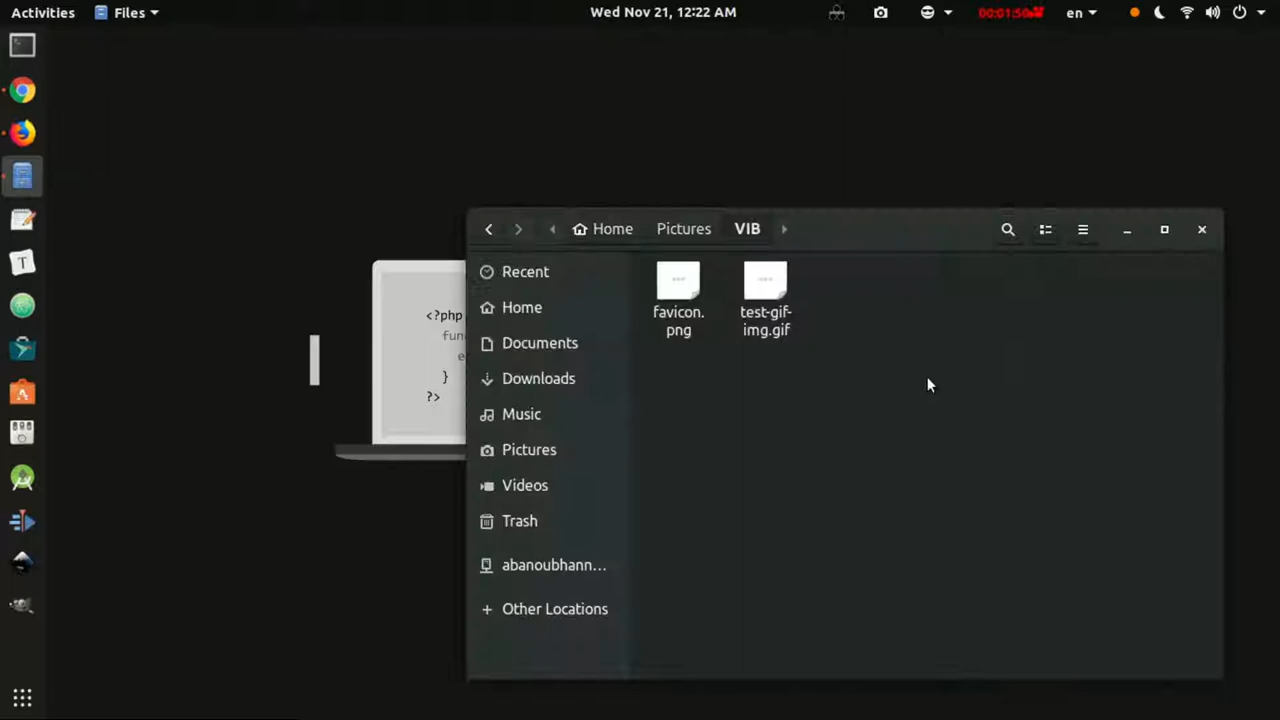 Activities Files Wed Nov 21, 12:22 AM 00:01:50 en
Home Pictures VIB
Recent
Home
Documents
Downloads
Music
Pictures
Videos
Trash
abanoubhann...
Other Locations
favicon.
png
test-gif-
img.gif
<?php
fun
e
}
?>
T